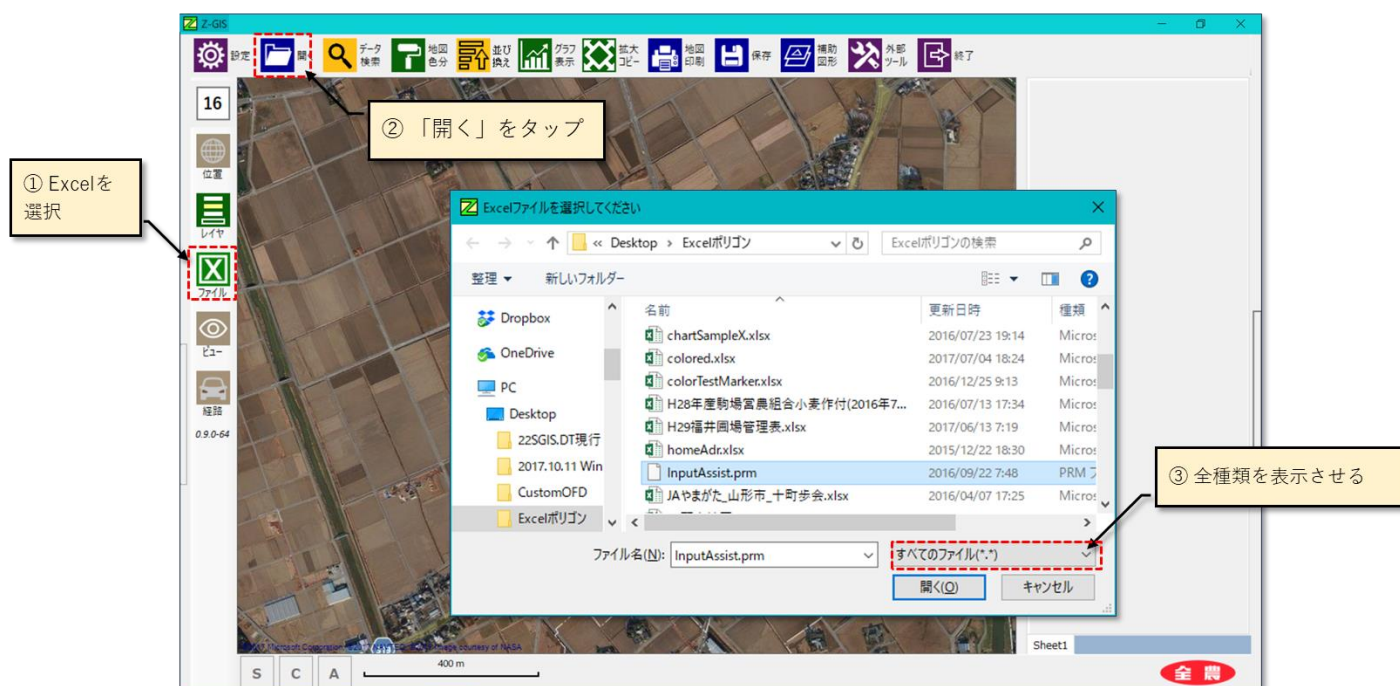 Z-GIS
設定
開
データ
検索
地図
色分
並び
換え
グラフ
表示
拡大
コピー
地図
印刷
保存
補助
図形
外部
ツール
終了
16
位置
レイヤ
ファイル
ビュー
経路
0.9.0-64
① Excelを
選択
② 「開く」をタップ
③ 全種類を表示させる
Excelファイルを選択してください
« Desktop › Excelポリゴン
Excelポリゴンの検索
整理
新しいフォルダー
Dropbox
OneDrive
PC
Desktop
22SGIS.DT現行
2017.10.11 Win
CustomOFD
Excelポリゴン
名前 更新日時 種類
chartSampleX.xlsx 2016/07/23 19:14 Micros
colored.xlsx 2017/07/04 18:24 Micros
colorTestMarker.xlsx 2016/12/25 9:13 Micros
H28年産駒場営農組合小麦作付(2016年7... 2016/07/13 17:34 Micros
H29福井圃場管理表.xlsx 2017/06/13 7:19 Micros
homeAdr.xlsx 2015/12/22 18:30 Micros
InputAssist.prm 2016/09/22 7:48 PRM フ
JAやまがた_山形市_十町歩会.xlsx 2016/04/07 17:25 Micros
ファイル名(N): InputAssist.prm
すべてのファイル(*.*)
開く(O)
キャンセル
Image courtesy of NASA
Sheet1
S C A
400 m
全農